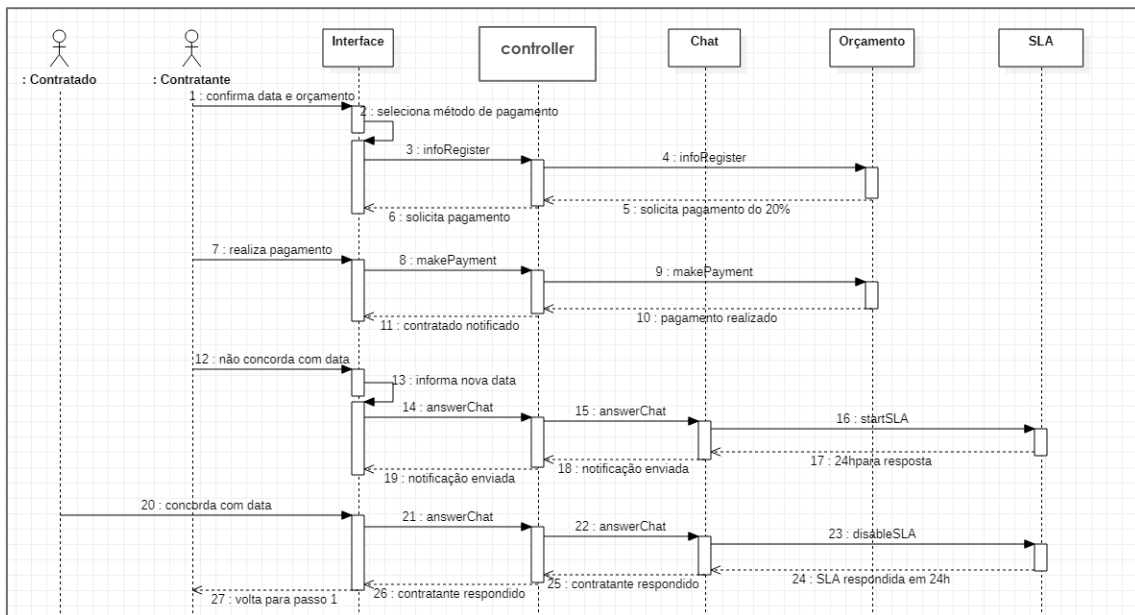 Interface
controller
Chat
Orçamento
SLA
: Contratado
: Contratante
1 : confirma data e orçamento
2 : seleciona método de pagamento
3 : infoRegister
4 : infoRegister
5 : solicita pagamento do 20%
6 : solicita pagamento
7 : realiza pagamento
8 : makePayment
9 : makePayment
10 : pagamento realizado
11 : contratado notificado
12 : não concorda com data
13 : informa nova data
14 : answerChat
15 : answerChat
16 : startSLA
17 : 24hpara resposta
18 : notificação enviada
19 : notificação enviada
20 : concorda com data
21 : answerChat
22 : answerChat
23 : disableSLA
24 : SLA respondida em 24h
25 : contratante respondido
26 : contratante respondido
27 : volta para passo 1